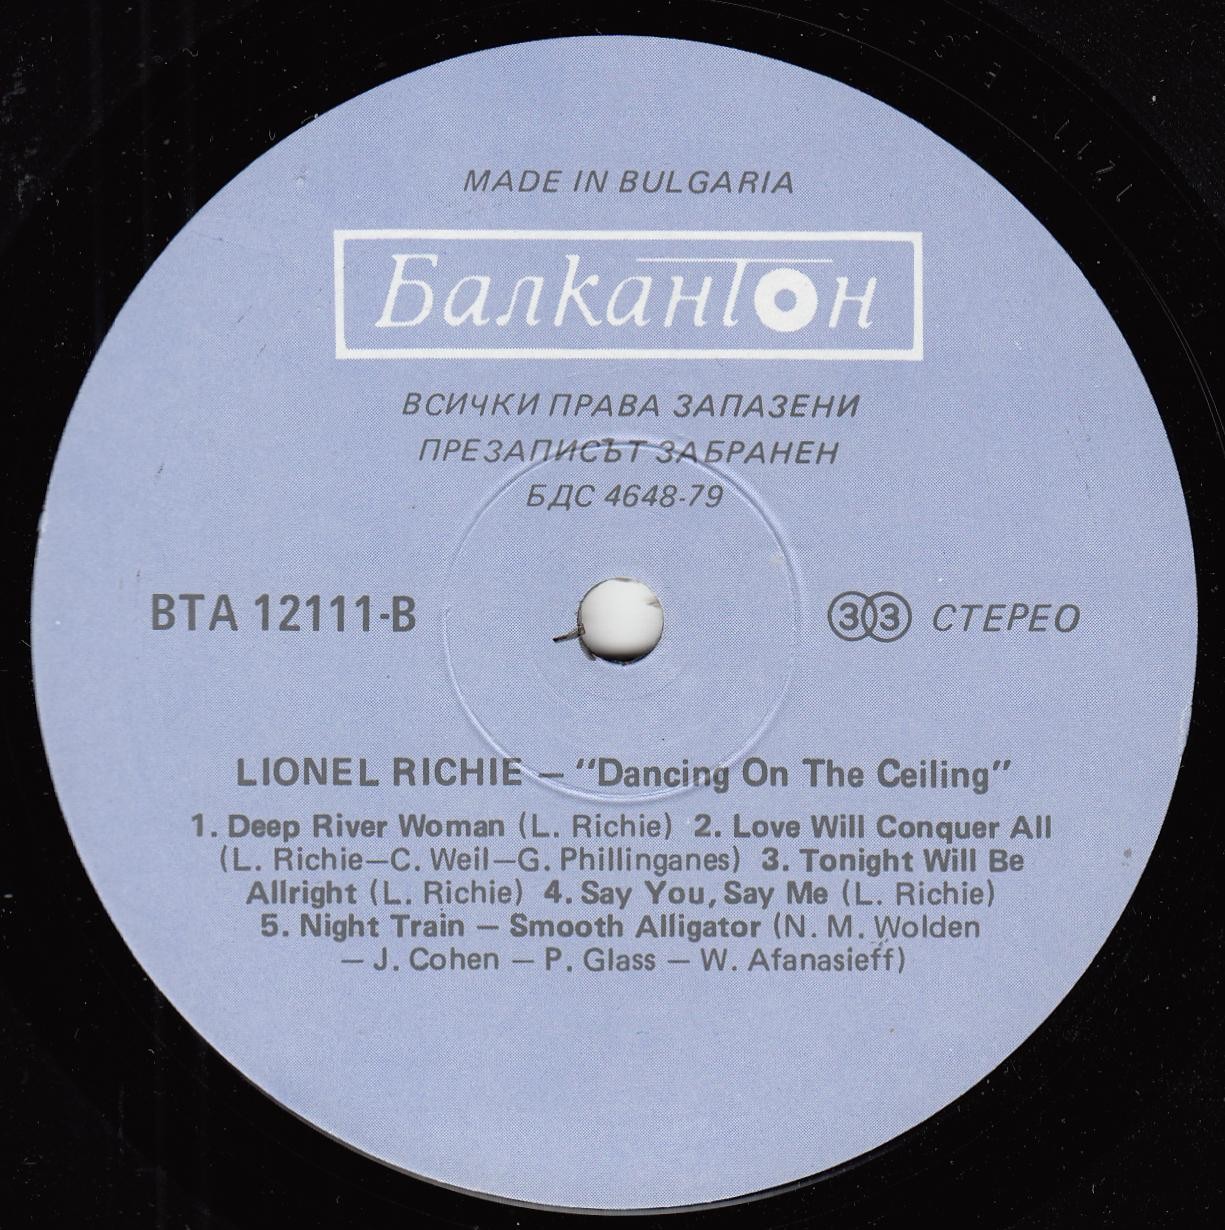 MADE IN BULGARIA
Балкантон
ВСИЧКИ ПРАВА ЗАПАЗЕНИ
ПРЕЗАПИСЪТ ЗАБРАНЕН
БДС 4648-79
ВТА 12111-В
33 СТЕРЕО
LIONEL RICHIE — “Dancing On The Ceiling”
1. Deep River Woman (L. Richie) 2. Love Will Conquer All
(L. Richie—C. Weil—G. Phillinganes) 3. Tonight Will Be
Allright (L. Richie) 4. Say You, Say Me (L. Richie)
5. Night Train — Smooth Alligator (N. M. Wolden
— J. Cohen — P. Glass — W. Afanasieff)